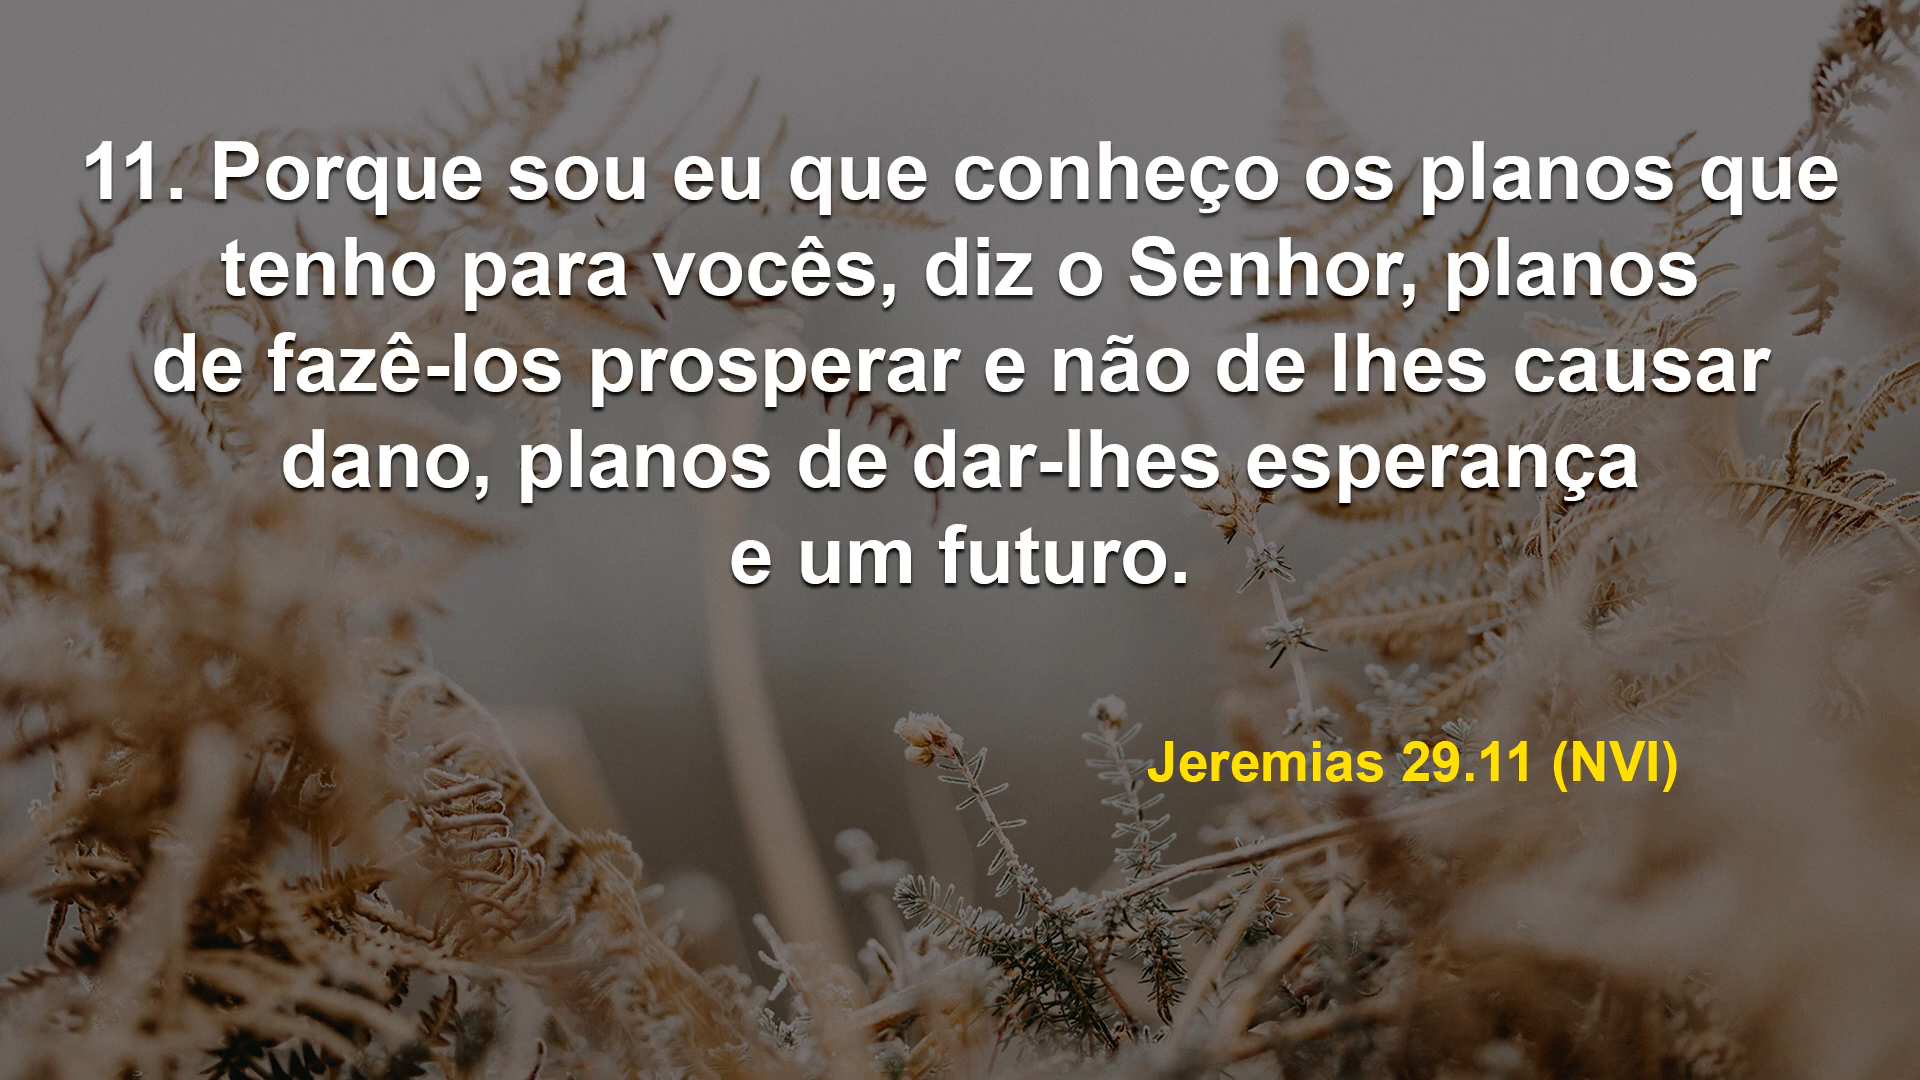 11. Porque sou eu que conheço os planos que
tenho para vocês, diz o Senhor, planos
de fazê-los prosperar e não de lhes causar
dano, planos de dar-lhes esperança
e um futuro.
Jeremias 29.11 (NVI)